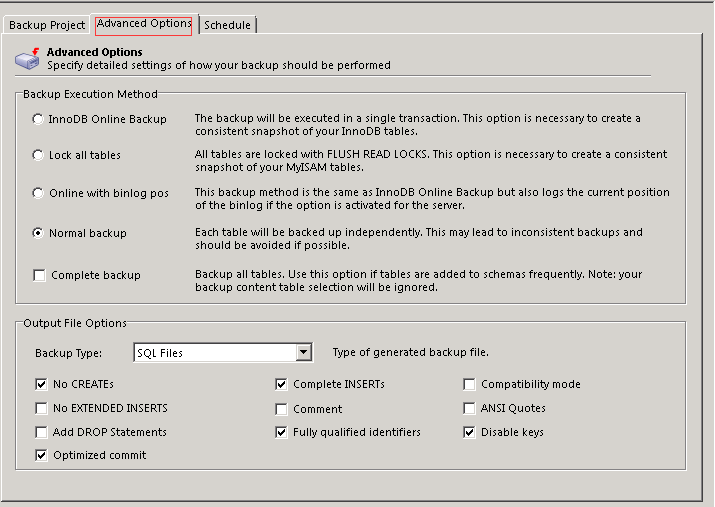 Backup Project
Advanced Options
Schedule
Advanced Options
Specify detailed settings of how your backup should be performed
Backup Execution Method
InnoDB Online Backup
The backup will be executed in a single transaction. This option is necessary to create a
consistent snapshot of your InnoDB tables.
Lock all tables
All tables are locked with FLUSH READ LOCKS. This option is necessary to create a consistent
snapshot of your MyISAM tables.
Online with binlog pos
This backup method is the same as InnoDB Online Backup but also logs the current position
of the binlog if the option is activated for the server.
Normal backup
Each table will be backed up independently. This may lead to inconsistent backups and
should be avoided if possible.
Complete backup
Backup all tables. Use this option if tables are added to schemas frequently. Note: your
backup content table selection will be ignored.
Output File Options
Backup Type:
SQL Files
Type of generated backup file.
No CREATEs
Complete INSERTs
Compatibility mode
No EXTENDED INSERTS
Comment
ANSI Quotes
Add DROP Statements
Fully qualified identifiers
Disable keys
Optimized commit